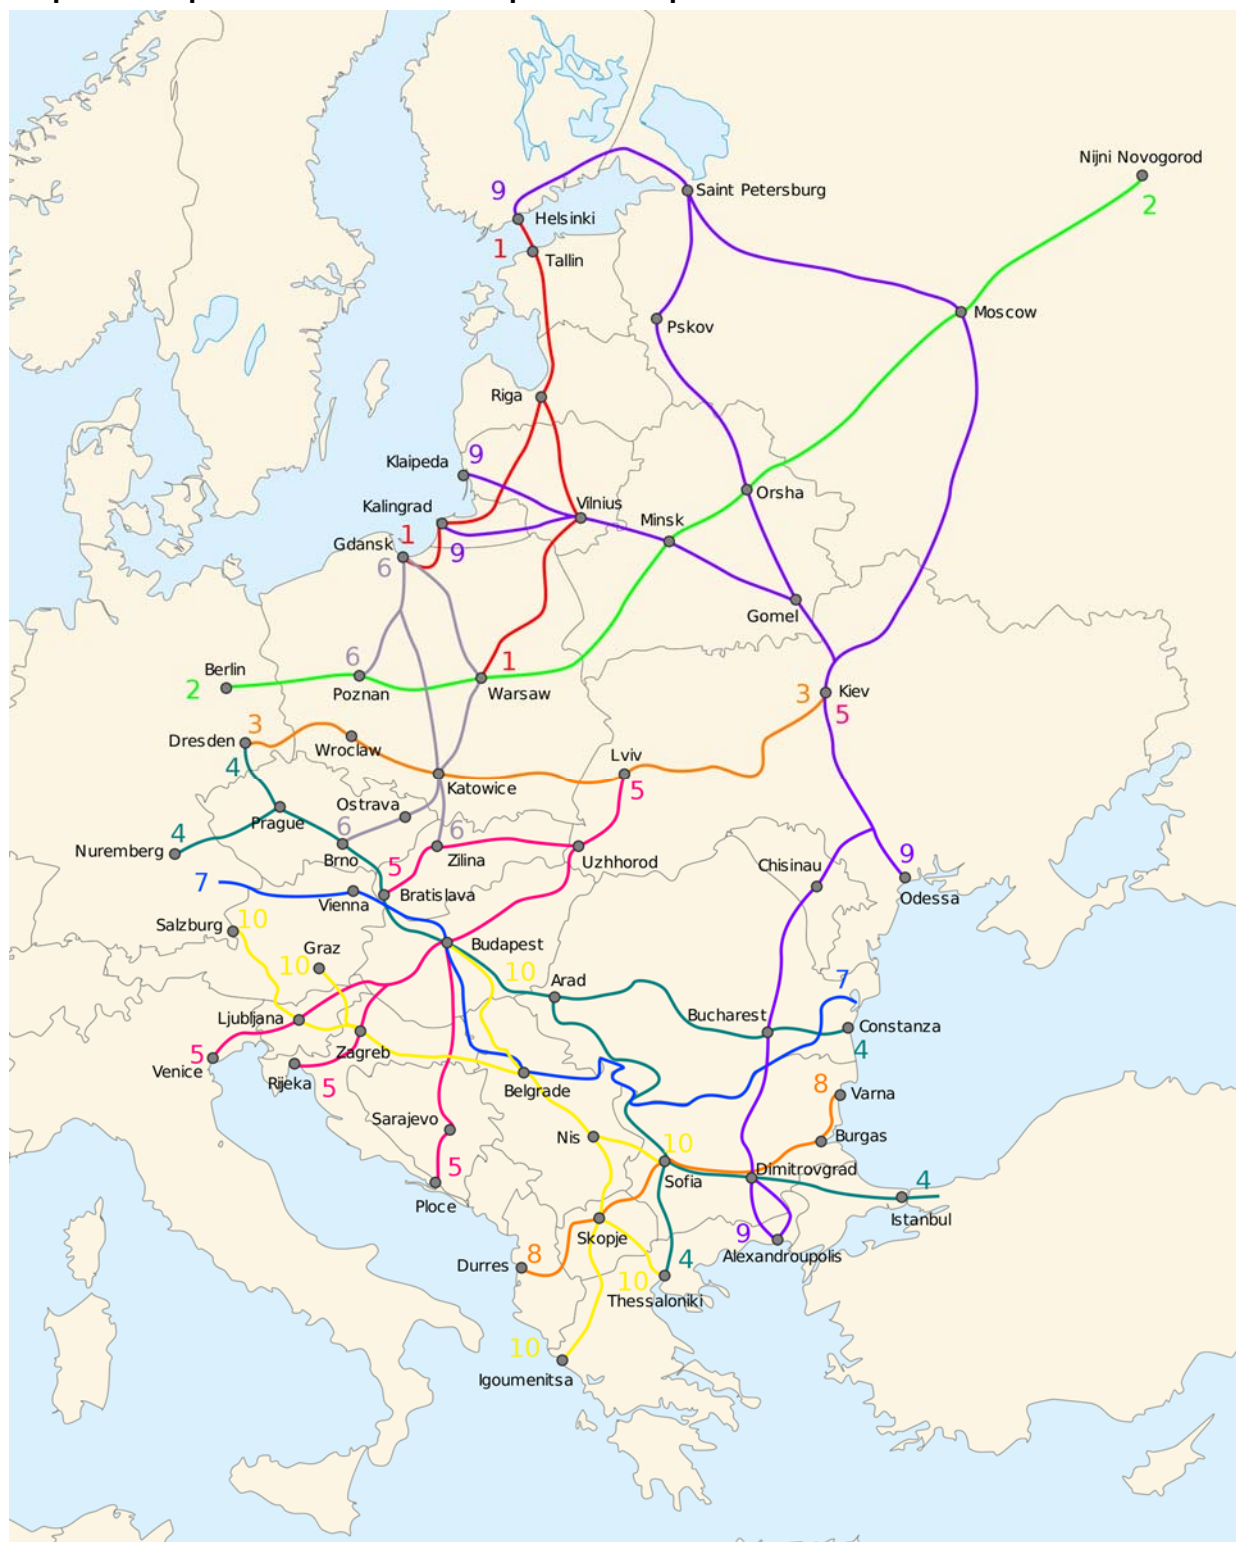 Nijni Novogorod
2
9
Saint Petersburg
Helsinki
1
Tallin
Moscow
Pskov
Riga
Klaipeda
9
Orsha
Kalingrad
Vilnius
Minsk
1
Gdansk
9
6
Gomel
6
1
Berlin
2
Poznan
Warsaw
3
Kiev
5
3
Dresden
Wroclaw
Lviv
4
Katowice
5
Ostrava
Prague
4
6
6
Nuremberg
Brno
Zilina
Uzhhorod
9
5
Chisinau
7
Vienna
Bratislava
Odessa
Salzburg
10
Graz
Budapest
10
10
Arad
7
Ljubljana
Bucharest
Constanza
4
5
Venice
Zagreb
Rijeka
5
Belgrade
8
Varna
Sarajevo
Nis
10
Burgas
5
Dimitrovgrad
Sofia
4
Ploce
Istanbul
Skopje
9
Alexandroupolis
Durres
8
4
10
Thessaloniki
10
Igoumenitsa